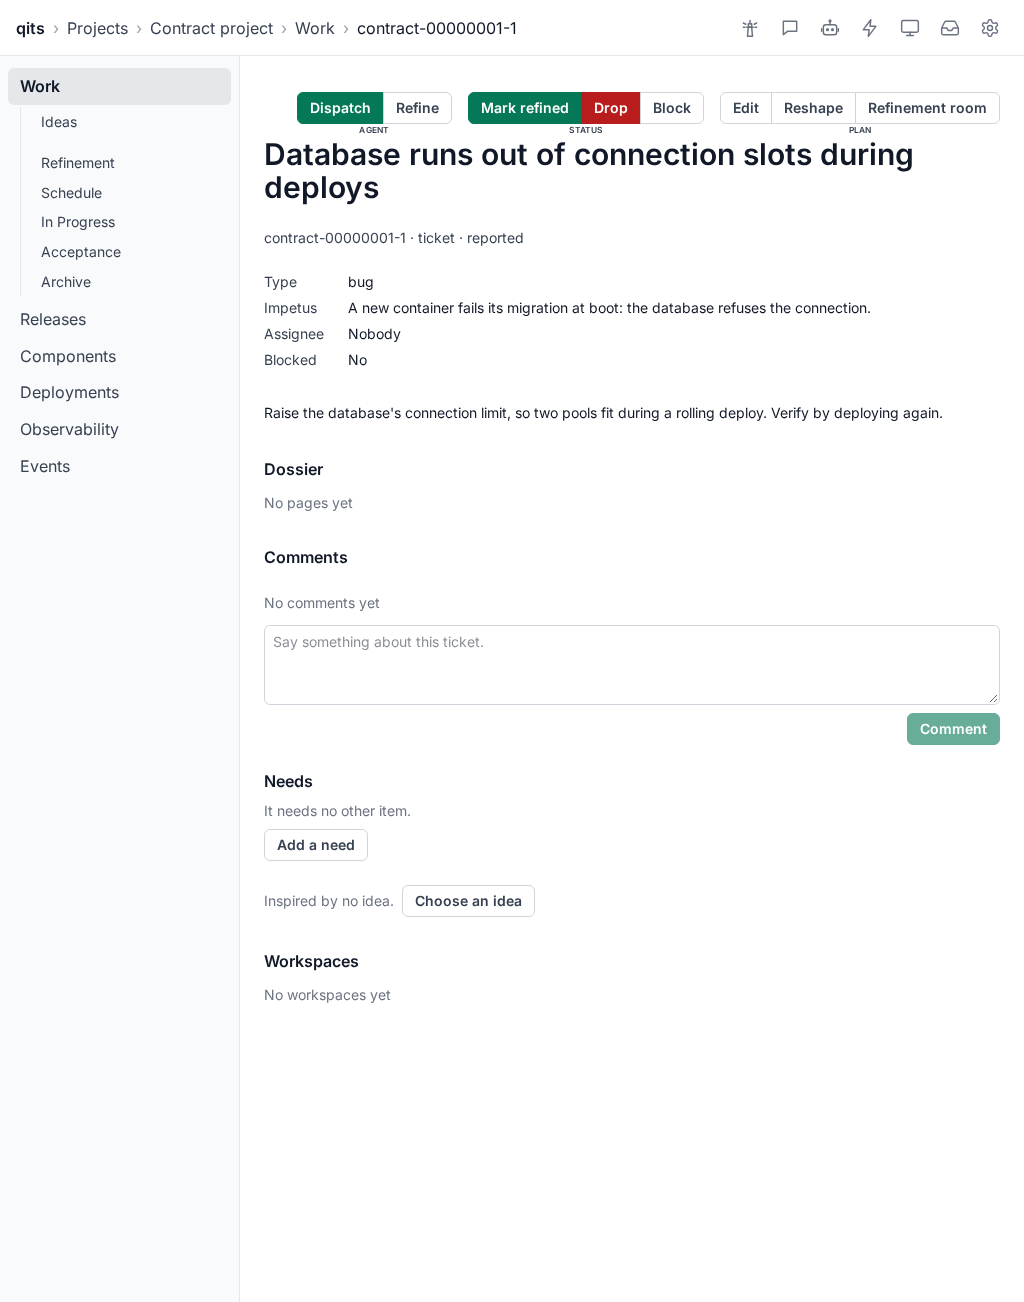 qits › Projects › Contract project › Work › contract-00000001-1
Work
Ideas
Refinement
Schedule
In Progress
Acceptance
Archive
Releases
Components
Deployments
Observability
Events
Dispatch Refine
AGENT
Mark refined Drop Block
STATUS
Edit Reshape Refinement room
PLAN
Database runs out of connection slots during
deploys
contract-00000001-1 · ticket · reported
Type bug
Impetus A new container fails its migration at boot: the database refuses the connection.
Assignee Nobody
Blocked No
Raise the database's connection limit, so two pools fit during a rolling deploy. Verify by deploying again.
Dossier
No pages yet
Comments
No comments yet
Say something about this ticket.
Comment
Needs
It needs no other item.
Add a need
Inspired by no idea. Choose an idea
Workspaces
No workspaces yet